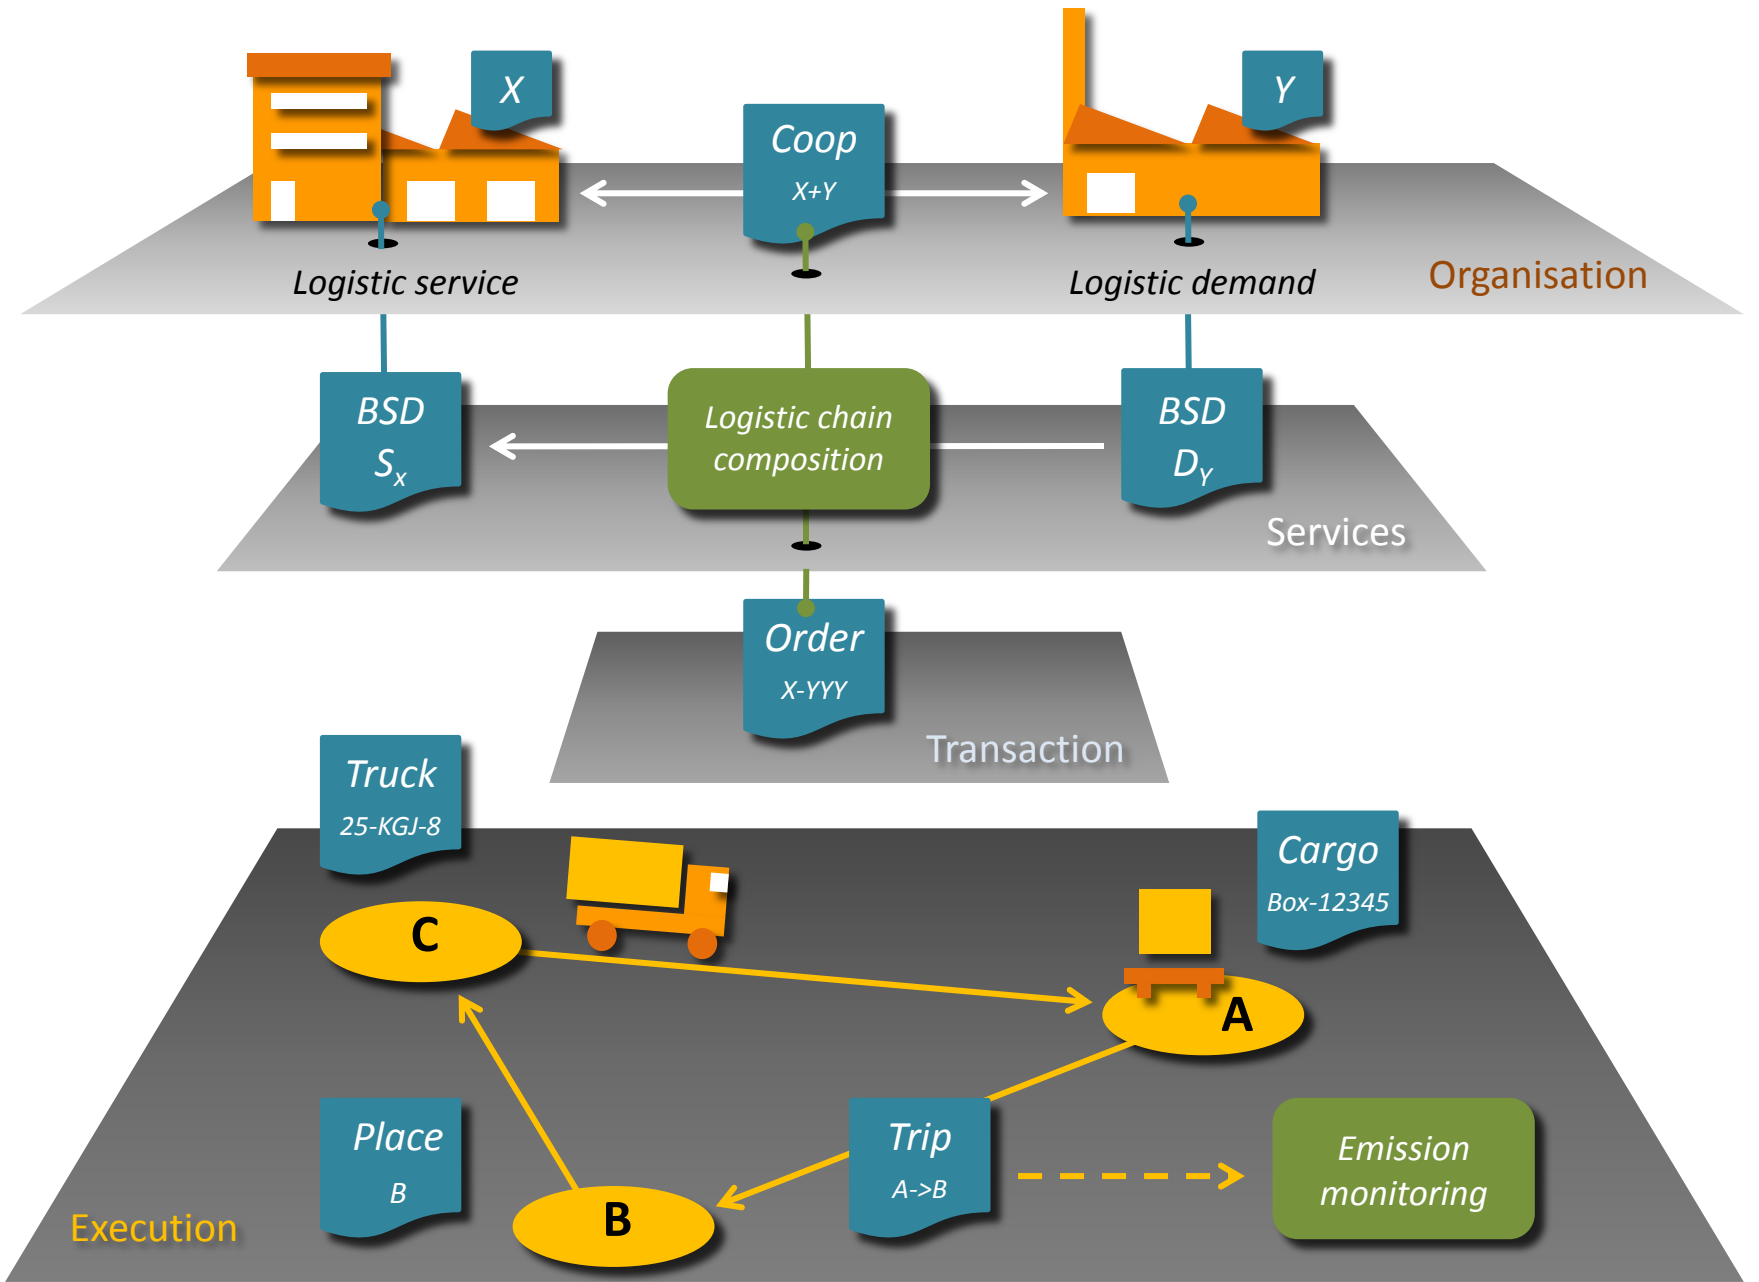 X
Y
Coop
X+Y
Logistic service
Logistic demand
Organisation
BSD
Sx
Logistic chain
composition
BSD
DY
Services
Order
X-YYY
Transaction
Truck
25-KGJ-8
Cargo
Box-12345
C
A
Place
B
Trip
A->B
Emission
monitoring
B
Execution